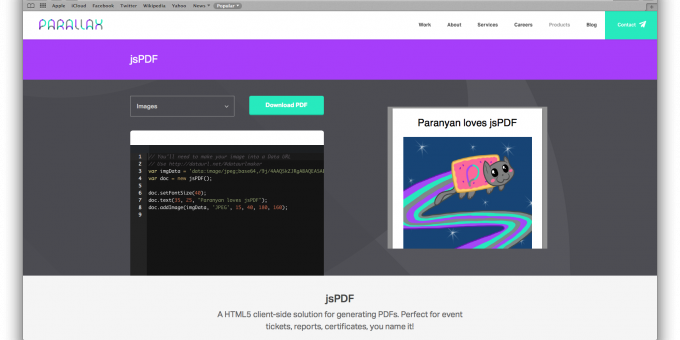 Apple iCloud Facebook Twitter Wikipedia Yahoo News Popular
PARALLAX
Work About Services Careers Products Blog Contact
jsPDF
Images
Download PDF
Paranyan loves jsPDF
1 // You'll need to make your image into a Data URL
2 // Use http://dataurl.net/#dataurlmaker
3 var imgData = 'data:image/jpeg;base64,/9j/
4 var doc = new jsPDF();
5
6 doc.setFontSize(40);
7 doc.text(35, 25, "Paranyan loves jsPDF");
8 doc.addImage(imgData, 'JPEG', 15, 40, 180, 160);
9
jsPDF
A HTML5 client-side solution for generating PDFs. Perfect for event
tickets, reports, certificates, you name it!